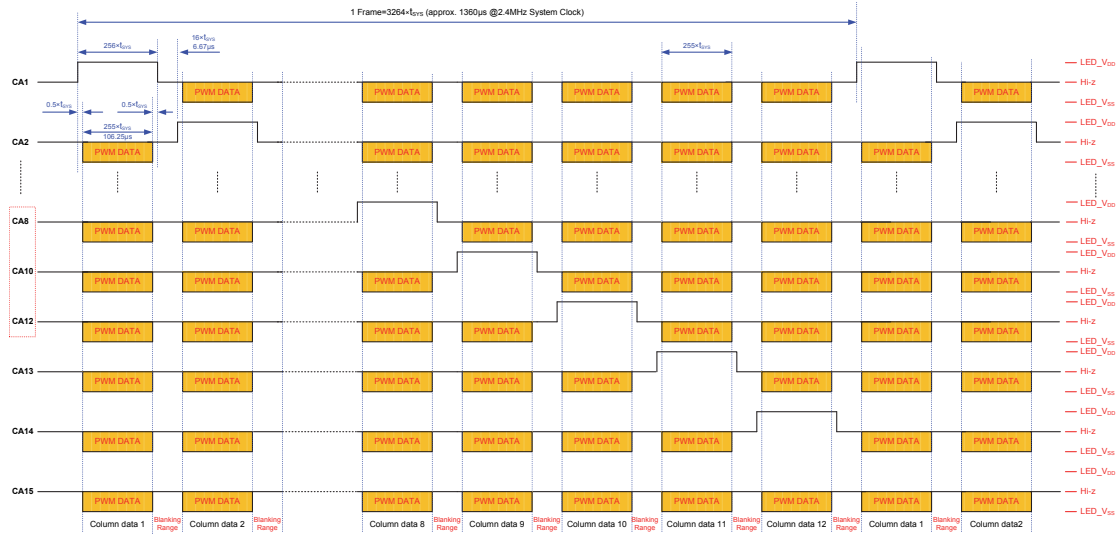 1 Frame=3264×tSYS (approx. 1360μs @2.4MHz System Clock)
256×tSYS
16×tSYS
6.67μs
255×tSYS
LED_VDD
CA1
Hi-z
PWM DATA PWM DATA PWM DATA PWM DATA PWM DATA PWM DATA PWM DATA
LED_VSS
0.5×tSYS 0.5×tSYS
LED_VDD
255×tSYS
106.25μs
CA2
Hi-z
PWM DATA PWM DATA PWM DATA PWM DATA PWM DATA PWM DATA PWM DATA
LED_VSS
LED_VDD
CA8
Hi-z
PWM DATA PWM DATA PWM DATA PWM DATA PWM DATA PWM DATA PWM DATA PWM DATA
LED_VSS
LED_VDD
CA10
Hi-z
PWM DATA PWM DATA PWM DATA PWM DATA PWM DATA PWM DATA PWM DATA PWM DATA
LED_VSS
LED_VDD
CA12
Hi-z
PWM DATA PWM DATA PWM DATA PWM DATA PWM DATA PWM DATA PWM DATA PWM DATA
LED_VSS
LED_VDD
CA13
Hi-z
PWM DATA PWM DATA PWM DATA PWM DATA PWM DATA PWM DATA PWM DATA PWM DATA
LED_VSS
LED_VDD
CA14
Hi-z
PWM DATA PWM DATA PWM DATA PWM DATA PWM DATA PWM DATA PWM DATA PWM DATA
LED_VSS
LED_VDD
CA15
Hi-z
PWM DATA PWM DATA PWM DATA PWM DATA PWM DATA PWM DATA PWM DATA PWM DATA PWM DATA
LED_VSS
Column data 1
Blanking
Range
Column data 2
Blanking
Range
Column data 8
Blanking
Range
Column data 9
Blanking
Range
Column data 10
Blanking
Range
Column data 11
Blanking
Range
Column data 12
Blanking
Range
Column data 1
Blanking
Range
Column data2